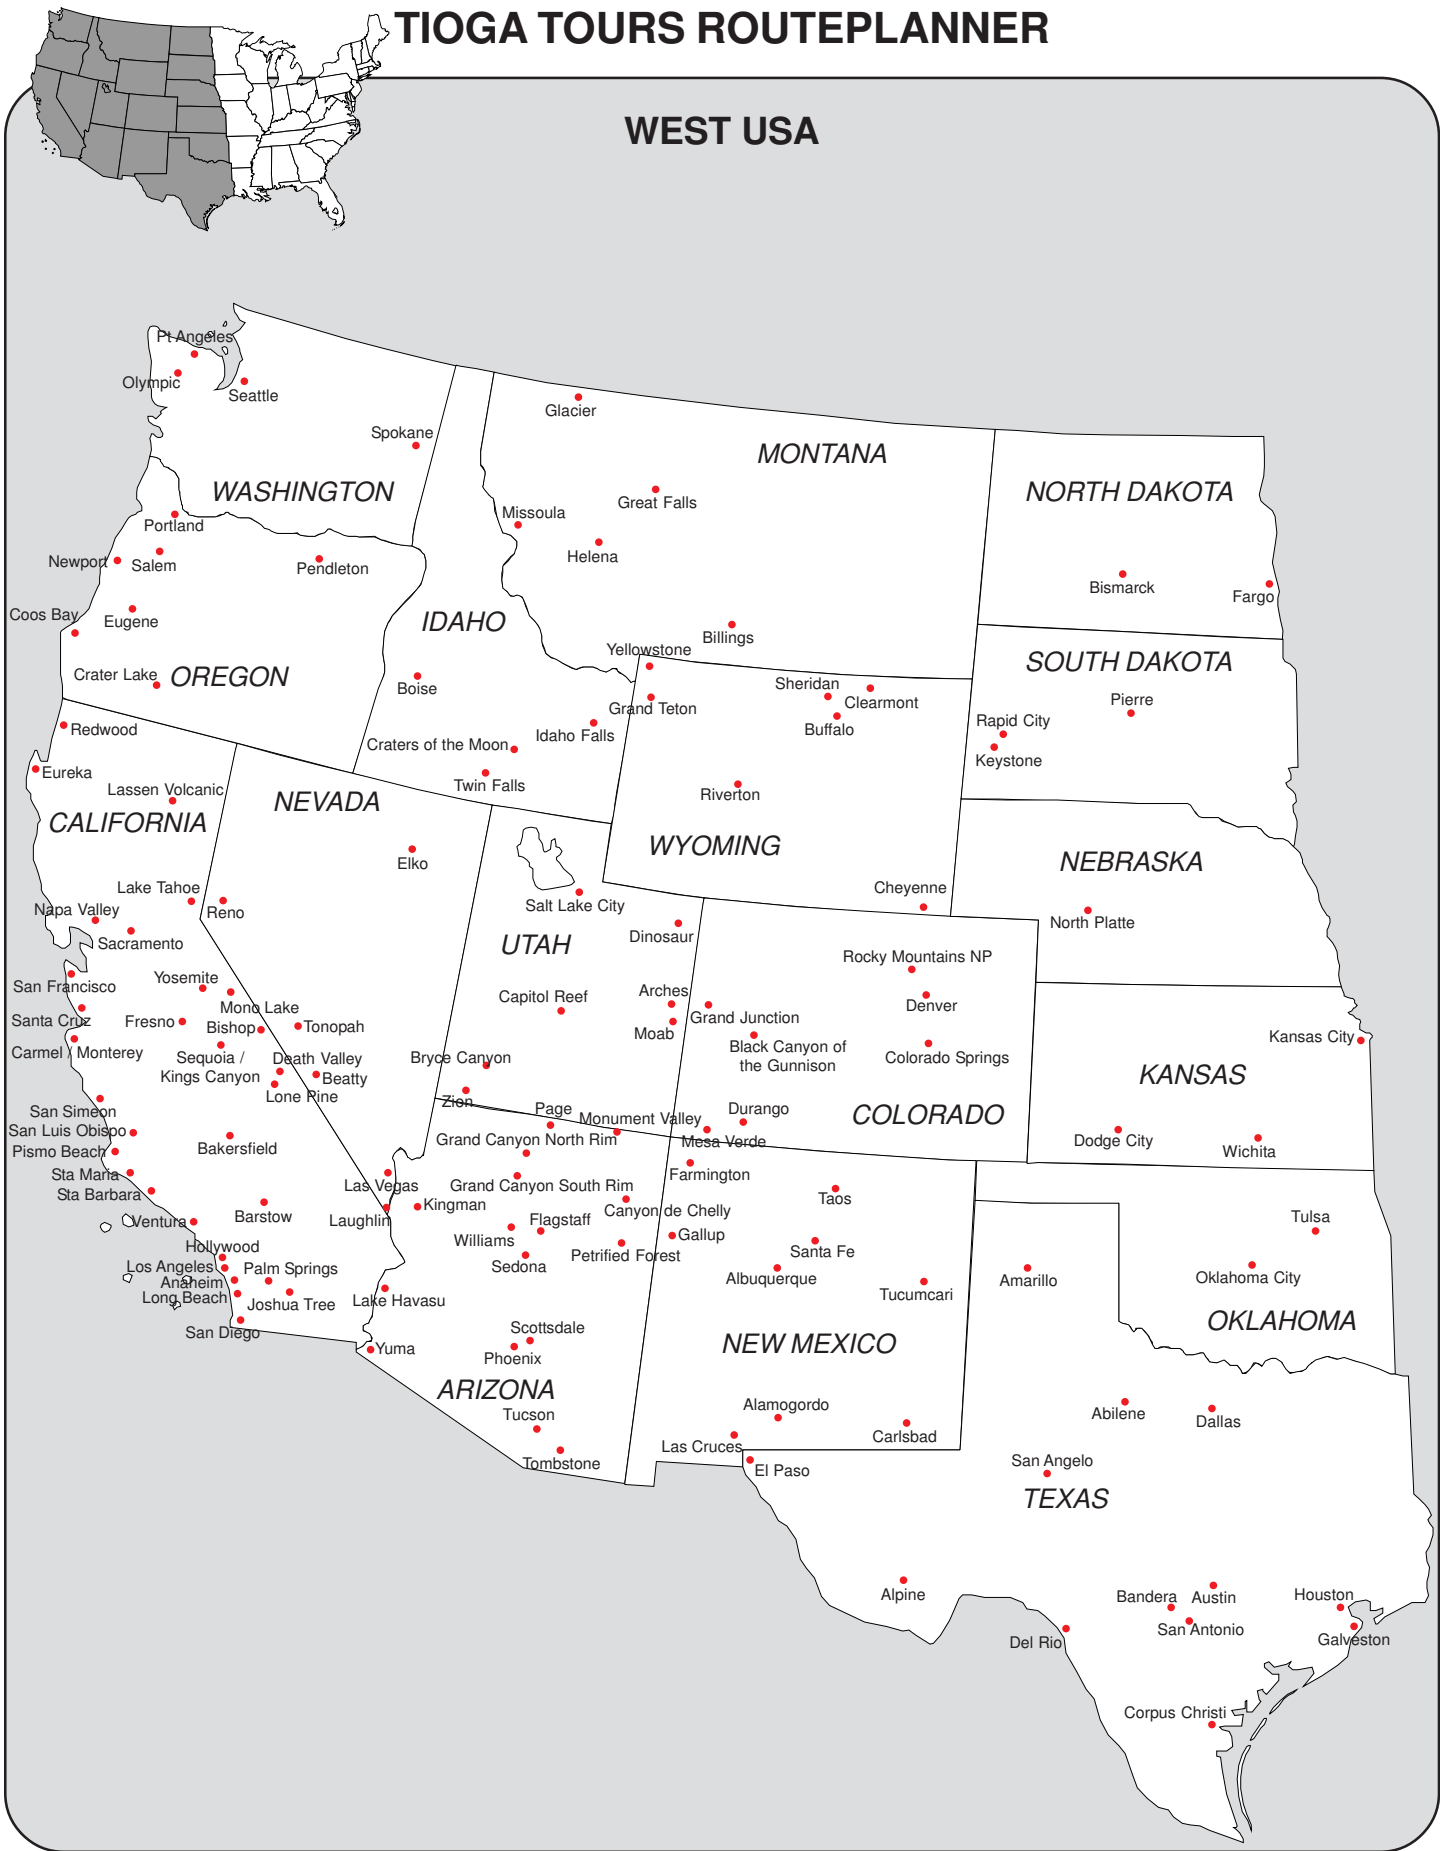 TIOGA TOURS ROUTEPLANNER
WEST USA
Pt Angeles
Olympic
Seattle
Spokane
WASHINGTON
Glacier
MONTANA
Great Falls
Missoula
Helena
Billings
NORTH DAKOTA
Bismarck
Fargo
Portland
Newport
Salem
Pendleton
Coos Bay
Eugene
Crater Lake
OREGON
IDAHO
Boise
Craters of the Moon
Idaho Falls
Twin Falls
Yellowstone
Grand Teton
Sheridan
Clearmont
Buffalo
Riverton
WYOMING
Cheyenne
SOUTH DAKOTA
Pierre
Rapid City
Keystone
NEBRASKA
North Platte
Redwood
Eureka
Lassen Volcanic
CALIFORNIA
NEVADA
Elko
Lake Tahoe
Reno
Napa Valley
Sacramento
San Francisco
Yosemite
Mono Lake
Santa Cruz
Fresno
Bishop
Tonopah
Carmel / Monterey
Sequoia /
Kings Canyon
Death Valley
Beatty
Lone Pine
San Simeon
San Luis Obispo
Pismo Beach
Bakersfield
Sta Maria
Sta Barbara
Las Vegas
Laughlin
Barstow
Ventura
Hollywood
Los Angeles
Palm Springs
Anaheim
Long Beach
Joshua Tree
San Diego
Salt Lake City
UTAH
Dinosaur
Capitol Reef
Arches
Moab
Bryce Canyon
Zion
Page
Monument Valley
Rocky Mountains NP
Denver
Grand Junction
Black Canyon of
the Gunnison
Colorado Springs
Durango
COLORADO
Mesa Verde
Kansas City
KANSAS
Dodge City
Wichita
Grand Canyon North Rim
Grand Canyon South Rim
Kingman
Canyon de Chelly
Flagstaff
Williams
Petrified Forest
Sedona
Lake Havasu
Scottsdale
Phoenix
Yuma
ARIZONA
Tucson
Tombstone
Farmington
Taos
Gallup
Santa Fe
Albuquerque
Tucumcari
NEW MEXICO
Alamogordo
Las Cruces
Carlsbad
Tulsa
Oklahoma City
OKLAHOMA
Amarillo
Abilene
Dallas
El Paso
San Angelo
TEXAS
Alpine
Bandera
Austin
Houston
San Antonio
Del Rio
Galveston
Corpus Christi